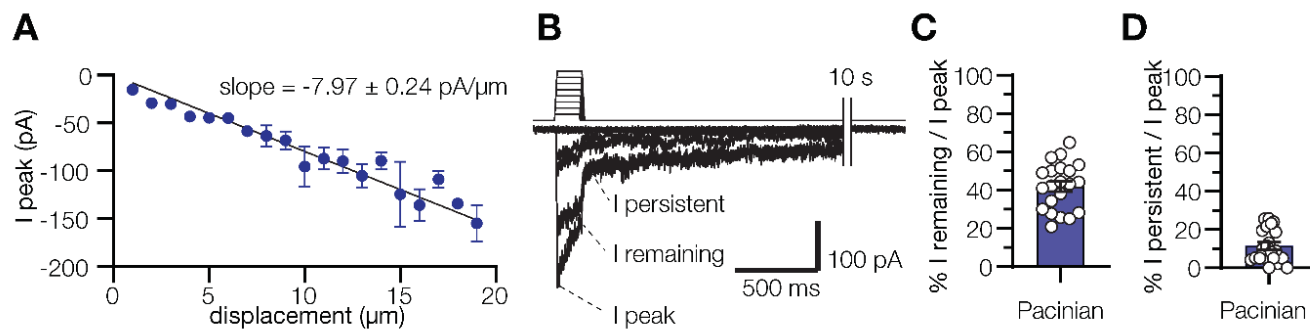 A
I peak (pA)
0
-50
-100
-150
-200
slope = -7.97 ± 0.24 pA/µm
0
5
10
15
20
displacement (µm)
B
10 s
I persistent
I remaining
I peak
100 pA
500 ms
C
% I remaining / I peak
100
80
60
40
20
0
Pacinian
D
% I persistent / I peak
100
80
60
40
20
0
Pacinian